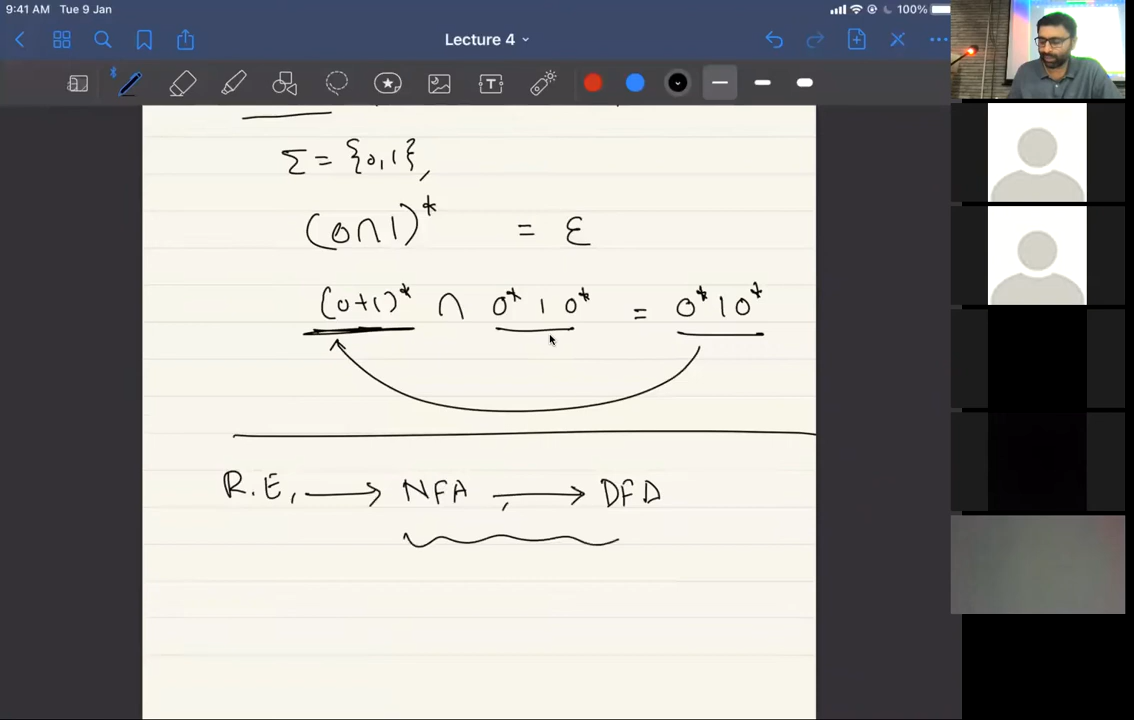 9:41 AM Tue 9 Jan 100%
Lecture 4
Σ = {0,1},
(0∩1)* = ε
(0+1)* ∩ 0*10* = 0*10*
R.E, → NFA, → DFD